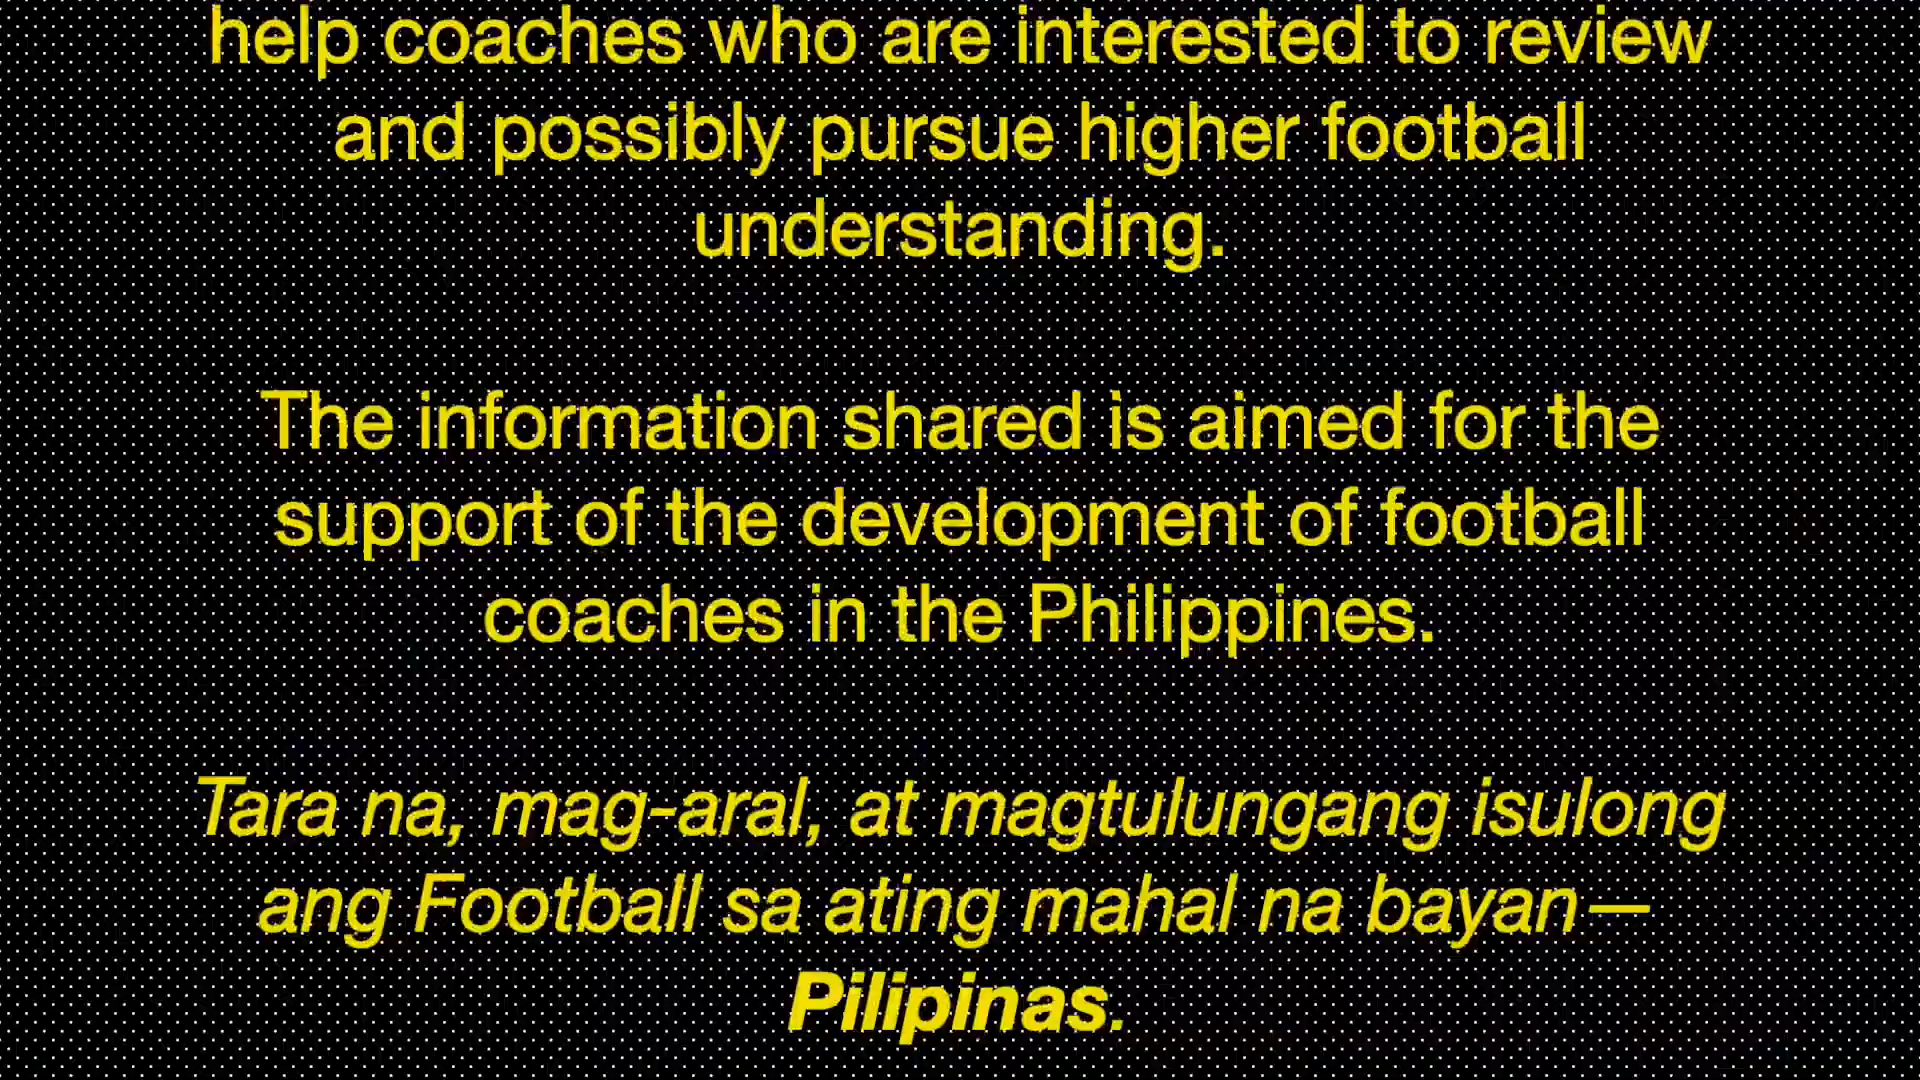 help coaches who are interested to review
and possibly pursue higher football
understanding.
The information shared is aimed for the
support of the development of football
coaches in the Philippines.
Tara na, mag-aral, at magtulungang isulong
ang Football sa ating mahal na bayan—
Pilipinas.